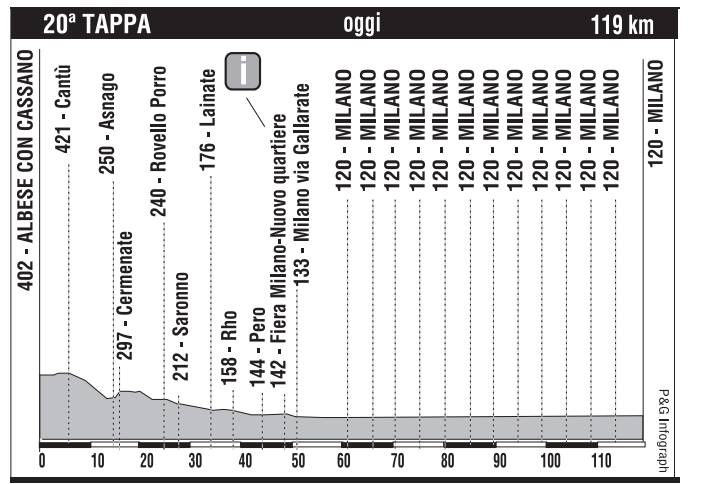 20ª TAPPA oggi 119 km
402 - ALBESE CON CASSANO
421 - Cantù
250 - Asnago
297 - Cermenate
240 - Rovello Porro
212 - Saronno
176 - Lainate
158 - Rho
i
144 - Pero
142 - Fiera Milano-Nuovo quartiere
133 - Milano via Gallarate
120 - MILANO
120 - MILANO
120 - MILANO
120 - MILANO
120 - MILANO
120 - MILANO
120 - MILANO
120 - MILANO
120 - MILANO
120 - MILANO
120 - MILANO
120 - MILANO
120 - MILANO
P&G Infograph
0 10 20 30 40 50 60 70 80 90 100 110